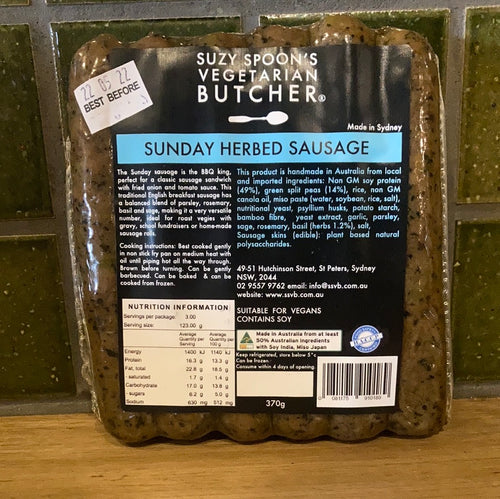 SUZY SPOON'S
VEGETARIAN
BUTCHER®
22 05 22
BEST BEFORE
Made in Sydney
SUNDAY HERBED SAUSAGE
The Sunday sausage is the BBQ king,
perfect for a classic sausage sandwich
with fried onion and tomato sauce. This
traditional English breakfast sausage has
a balanced blend of parsley, rosemary,
basil and sage, making it a very versatile
number, ideal for roast vegies with
gravy, school fundraisers or home-made
sausage rolls.
Cooking Instructions: Best cooked gently
in non stick fry pan on medium heat with
oil until piping hot all the way through.
Brown before turning. Can be gently
barbecued. Can be baked & can be
cooked from frozen.
This product is handmade in Australia from local
and imported ingredients: Non GM soy protein
(49%), green split peas (14%), rice, non GM
canola oil, miso paste (water, soybean, rice, salt),
nutritional yeast, psyllium husks, potato starch,
bamboo fibre, yeast extract, garlic, parsley,
sage, rosemary, basil (herbs 1.2%), salt,
Sausage skins (edible): plant based natural
polysaccharides.
49-51 Hutchinson Street, St Peters, Sydney
NSW, 2044
02 9557 9762 email: info@ssvb.com.au
website: www.ssvb.com.au
SUITABLE FOR VEGANS
CONTAINS SOY
NUTRITION INFORMATION
Servings per package: 3.00
Serving size: 123.00 g
Average Quantity per Serving
Average Quantity per 100 g
Energy 1400 kJ 1140 kJ
Protein 16.3 g 13.3 g
Fat, total 22.8 g 18.5 g
- saturated 1.7 g 1.4 g
Carbohydrate 17.0 g 13.8 g
- sugars 6.2 g 5.0 g
Sodium 630 mg 512 mg
Made in Australia from at least
50% Australian ingredients
with Soy India, Miso Japan
Keep refrigerated, store below 5°c
Can be frozen.
Consume within 4 days of opening.
370g